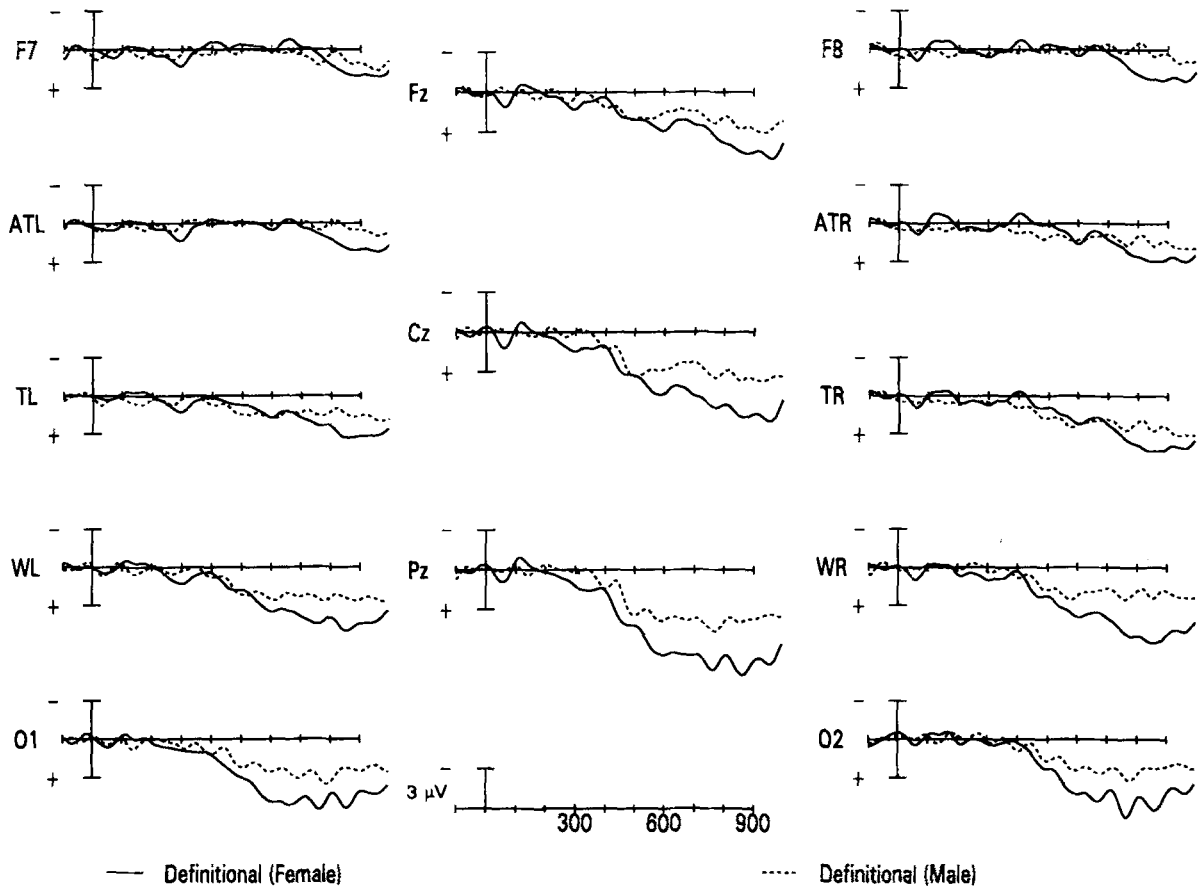 F7
-
+
Fz
-
+
F8
-
+
ATL
-
+
ATR
-
+
Cz
-
+
TL
-
+
TR
-
+
WL
-
+
Pz
-
+
WR
-
+
O1
-
+
O2
-
+
3 μV
-
300 600 900
Definitional (Female)
Definitional (Male)